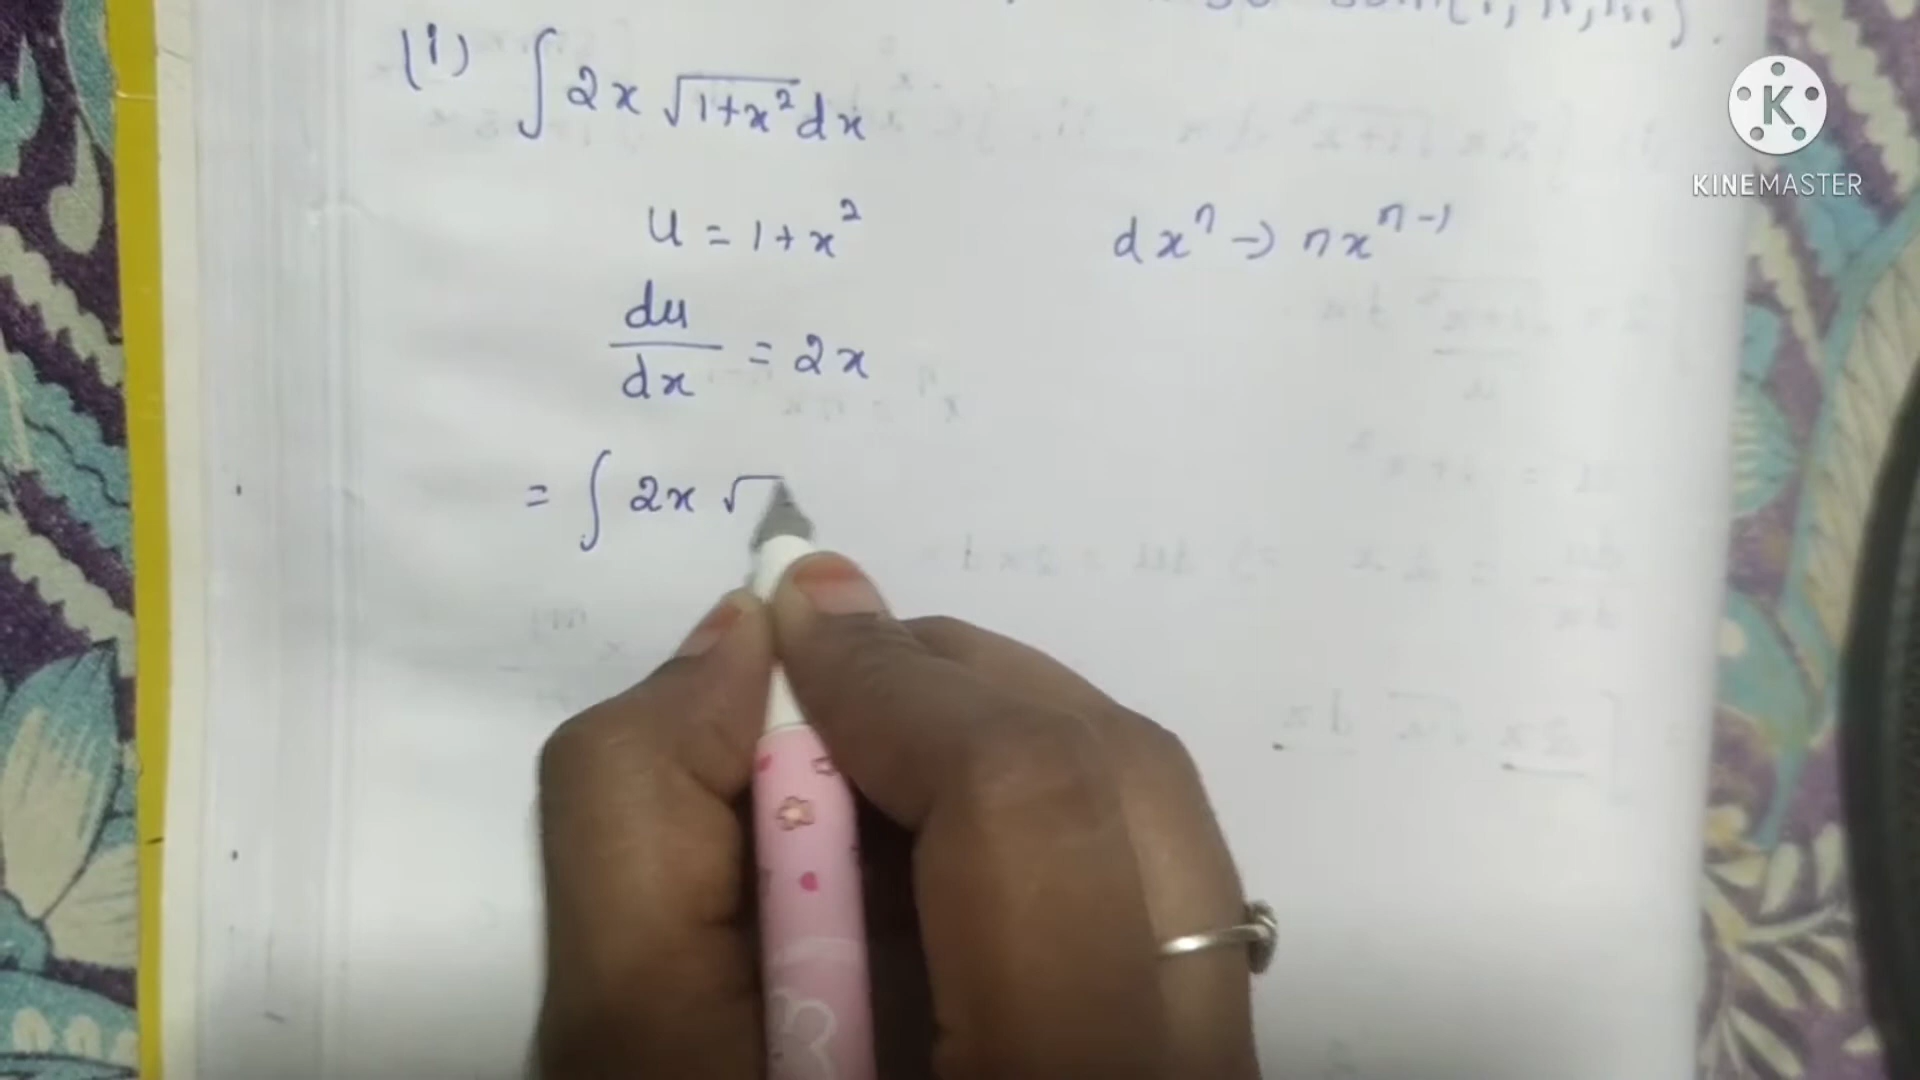 (i) ∫ 2x √1+x² dx
u = 1+x²
dxⁿ → nxⁿ⁻¹
du/dx = 2x
= ∫ 2x √
KINEMASTER